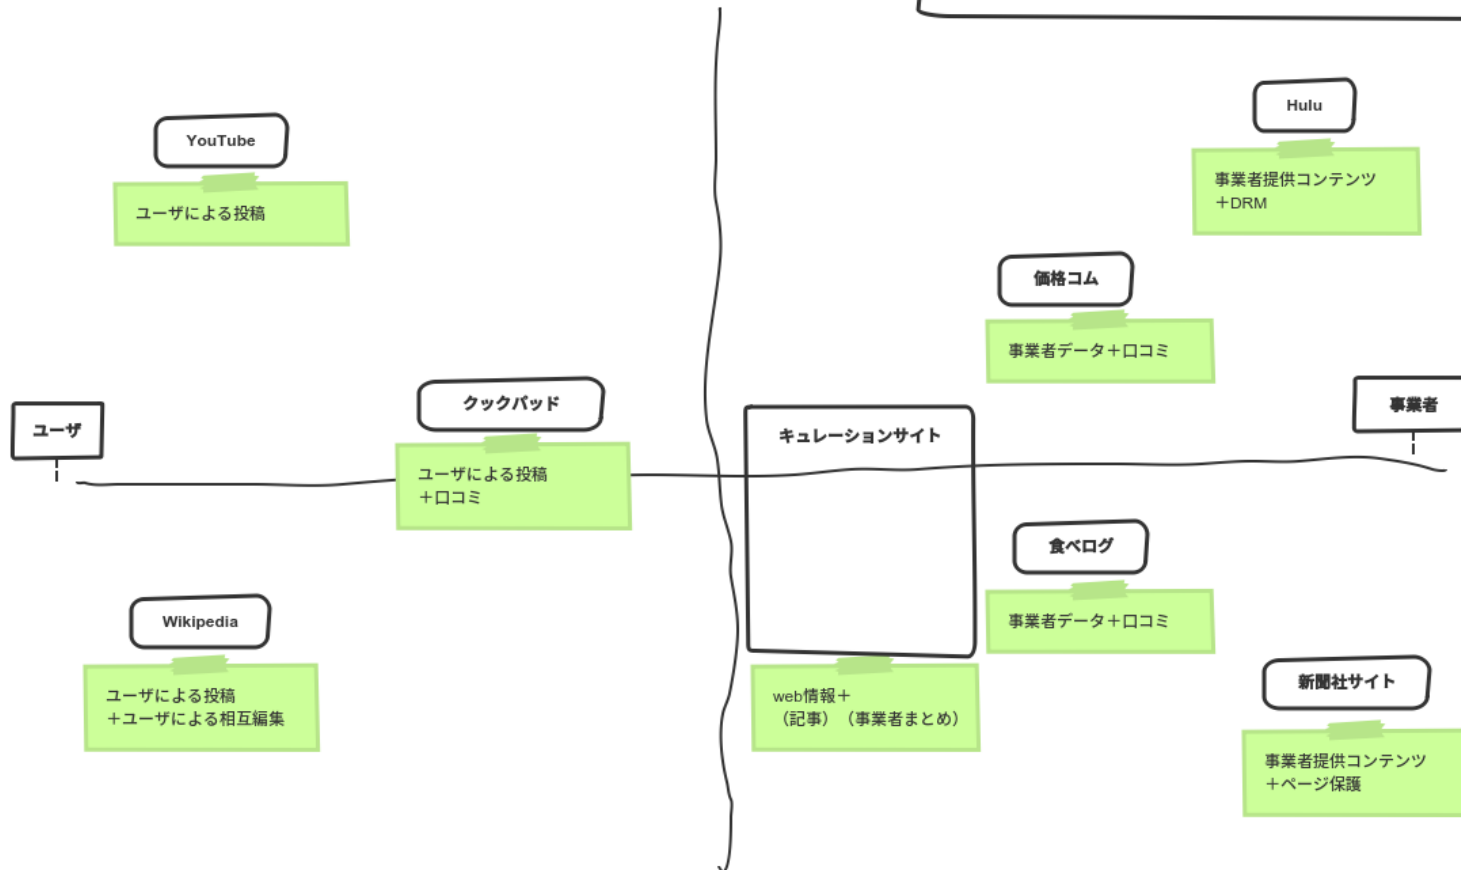 Hulu
事業者提供コンテンツ
＋DRM
YouTube
ユーザによる投稿
価格コム
事業者データ＋口コミ
ユーザ
クックパッド
ユーザによる投稿
＋口コミ
キュレーションサイト
事業者
食べログ
事業者データ＋口コミ
Wikipedia
ユーザによる投稿
＋ユーザによる相互編集
web情報＋
（記事）（事業者まとめ）
新聞社サイト
事業者提供コンテンツ
＋ページ保護